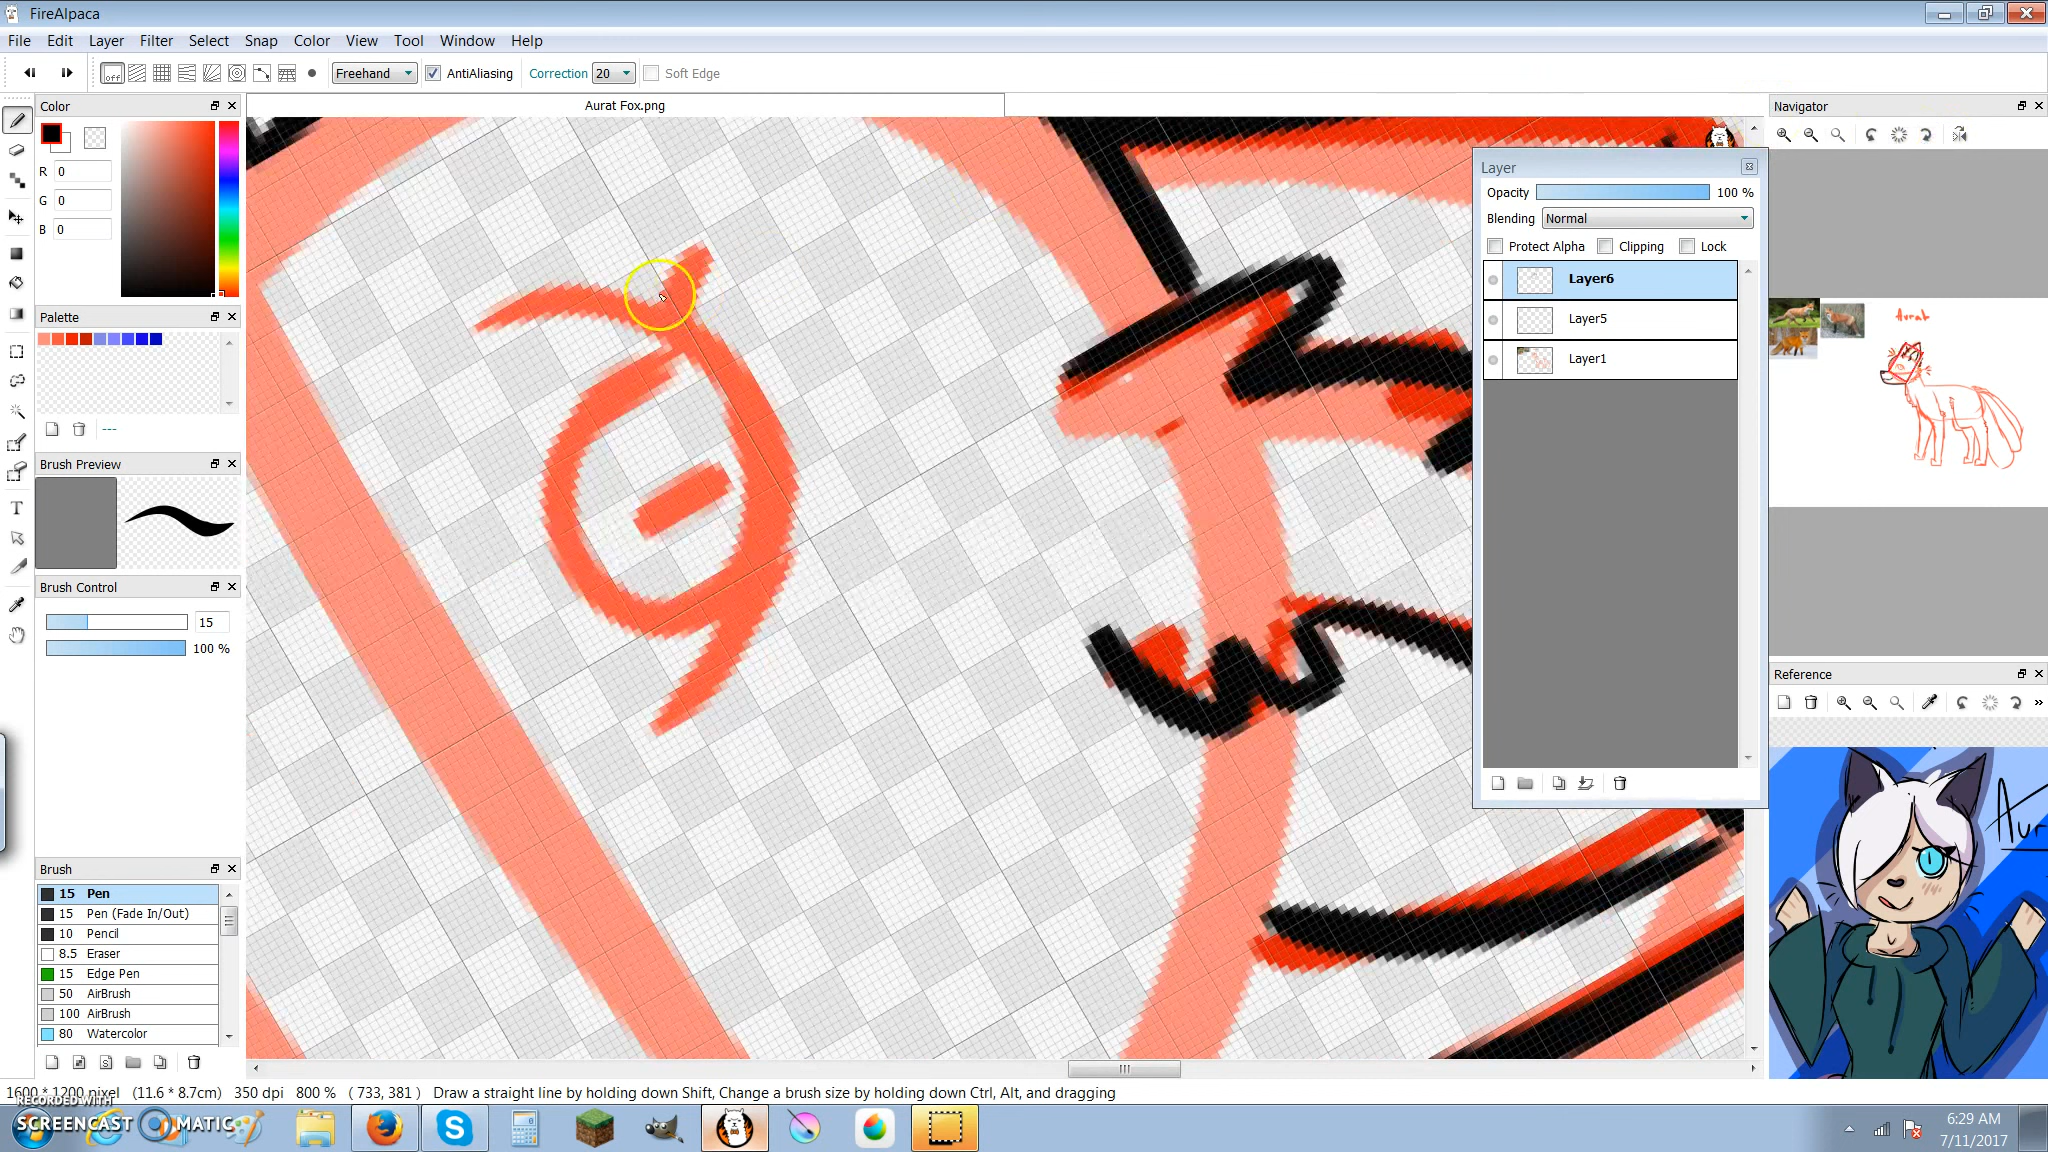 FireAlpaca
File Edit Layer Filter Select Snap Color View Tool Window Help
off Freehand AntiAliasing Correction 20 Soft Edge
Color
Aurat Fox.png
Navigator
R 0
G 0
B 0
Layer
Opacity 100 %
Blending Normal
Protect Alpha Clipping Lock
Layer6
Layer5
Layer1
Aurat
Palette
---
Brush Preview
Brush Control
15
100 %
Reference
Brush
15 Pen
15 Pen (Fade In/Out)
10 Pencil
8.5 Eraser
15 Edge Pen
50 AirBrush
100 AirBrush
80 Watercolor
1600 * 1200 pixel (11.6 * 8.7cm) 350 dpi 800 % ( 733, 381 ) Draw a straight line by holding down Shift, Change a brush size by holding down Ctrl, Alt, and dragging
RECORDED WITH
SCREENCAST MATIC
6:29 AM
7/11/2017